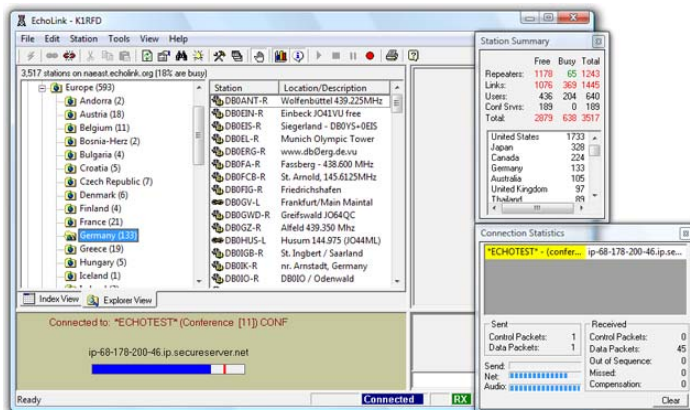 EchoLink - K1RFD
File Edit Station Tools View Help
3,517 stations on naeast.echolink.org (18% are busy)
Europe (593)
Andorra (2)
Austria (18)
Belgium (11)
Bosnia-Herz (2)
Bulgaria (4)
Croatia (5)
Czech Republic (7)
Denmark (6)
Finland (4)
France (21)
Germany (133)
Greece (19)
Hungary (5)
Iceland (1)
Station Location/Description
DB0ANT-R Wolfenbüttel 439.225MHz
DB0EIN-R Einbeck JO41VU free
DB0EIS-R Siegerland - DB0YS+0EIS
DB0EL-R Munich Olympic Tower
DB0ERG-R www.dbØerg.de.vu
DB0FA-R Fassberg - 438.600 MHz
DB0FCB-R St. Arnold, 145.6125MHz
DB0FIG-R Friedrichshafen
DB0GV-L Frankfurt/Main Maintal
DB0GWD-R Greifswald JO64QC
DB0GZ-R Alfeld 439.350 Mhz
DB0HUS-L Husum 144.975 (JO44ML)
DB0IGB-R St. Ingbert / Saarland
DB0IK-R nr. Arnstadt, Germany
DB0IO-R DB0IO / Odenwald
Index View Explorer View
Connected to: *ECHOTEST* (Conference [11]) CONF
ip-68-178-200-46.ip.secureserver.net
Ready Connected RX
Station Summary
Free Busy Total
Repeaters: 1178 65 1243
Links: 1076 369 1445
Users: 436 204 640
Conf Srvrs: 189 0 189
Total: 2879 638 3517
United States 1733
Japan 328
Canada 224
Germany 133
Australia 105
United Kingdom 97
Thailand 89
Connection Statistics
*ECHOTEST* - (confer... ip-68-178-200-46.ip.se...
Sent
Control Packets: 1
Data Packets: 1
Send:
Net:
Audio:
Received
Control Packets: 0
Data Packets: 45
Out of Sequence: 0
Missed: 0
Compensation: 0
Clear